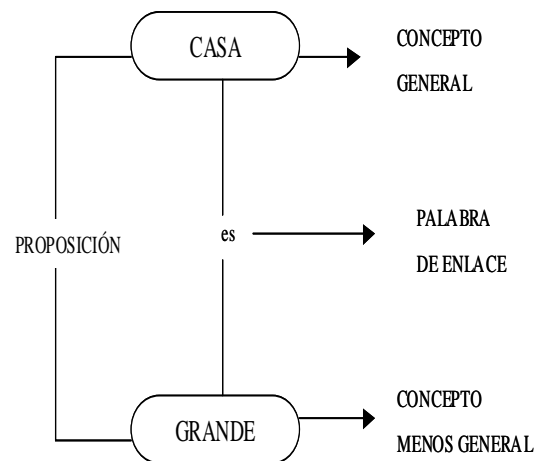 CASA
CONCEPTO
GENERAL
PROPOSICIÓN
es
PALABRA
DE ENLACE
GRANDE
CONCEPTO
MENOS GENERAL